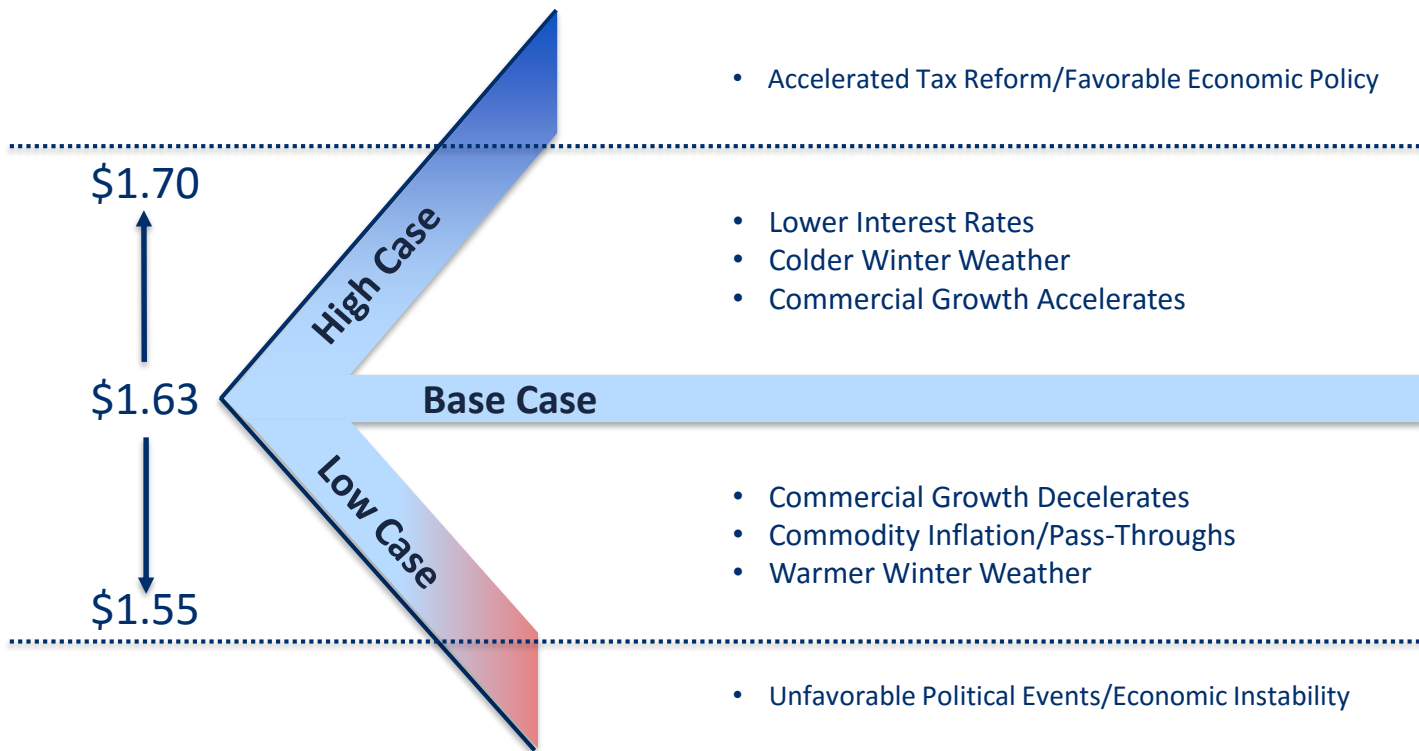 • Accelerated Tax Reform/Favorable Economic Policy
$1.70
• Lower Interest Rates
• Colder Winter Weather
• Commercial Growth Accelerates
High Case
$1.63
Base Case
Low Case
• Commercial Growth Decelerates
• Commodity Inflation/Pass-Throughs
• Warmer Winter Weather
$1.55
• Unfavorable Political Events/Economic Instability